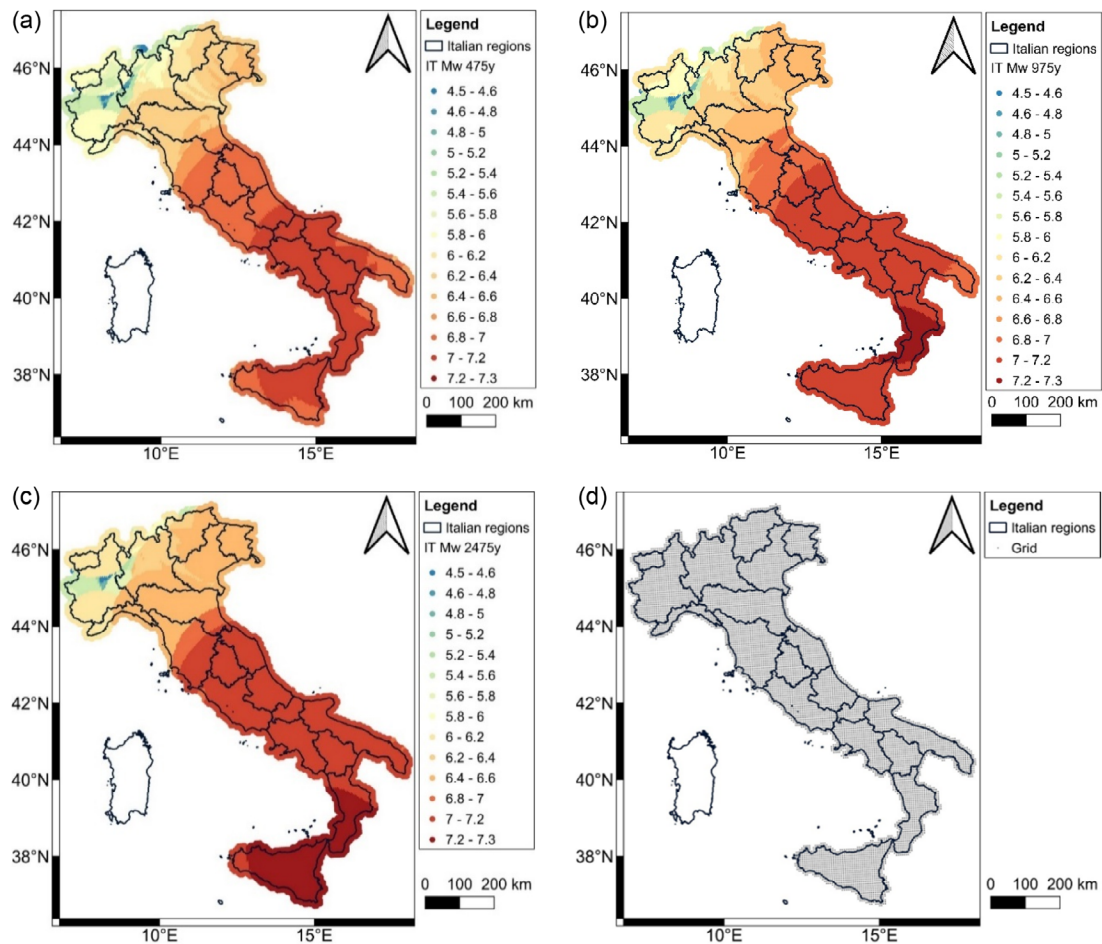 (a)
Legend
Italian regions
IT Mw 475y
4.5 - 4.6
4.6 - 4.8
4.8 - 5
5 - 5.2
5.2 - 5.4
5.4 - 5.6
5.6 - 5.8
5.8 - 6
6 - 6.2
6.2 - 6.4
6.4 - 6.6
6.6 - 6.8
6.8 - 7
7 - 7.2
7.2 - 7.3
0 100 200 km
46°N
44°N
42°N
40°N
38°N
10°E 15°E
(b)
Legend
Italian regions
IT Mw 975y
4.5 - 4.6
4.6 - 4.8
4.8 - 5
5 - 5.2
5.2 - 5.4
5.4 - 5.6
5.6 - 5.8
5.8 - 6
6 - 6.2
6.2 - 6.4
6.4 - 6.6
6.6 - 6.8
6.8 - 7
7 - 7.2
7.2 - 7.3
0 100 200 km
46°N
44°N
42°N
40°N
38°N
10°E 15°E
(c)
Legend
Italian regions
IT Mw 2475y
4.5 - 4.6
4.6 - 4.8
4.8 - 5
5 - 5.2
5.2 - 5.4
5.4 - 5.6
5.6 - 5.8
5.8 - 6
6 - 6.2
6.2 - 6.4
6.4 - 6.6
6.8 - 7
7 - 7.2
7.2 - 7.3
0 100 200 km
46°N
44°N
42°N
40°N
38°N
10°E 15°E
(d)
Legend
Italian regions
Grid
0 100 200 km
46°N
44°N
42°N
40°N
38°N
10°E 15°E